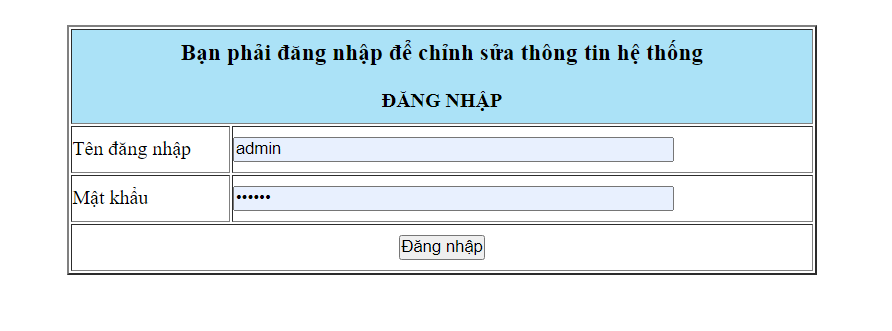 Bạn phải đăng nhập để chỉnh sửa thông tin hệ thống
ĐĂNG NHẬP
Tên đăng nhập admin
Mật khẩu ••••••
Đăng nhập